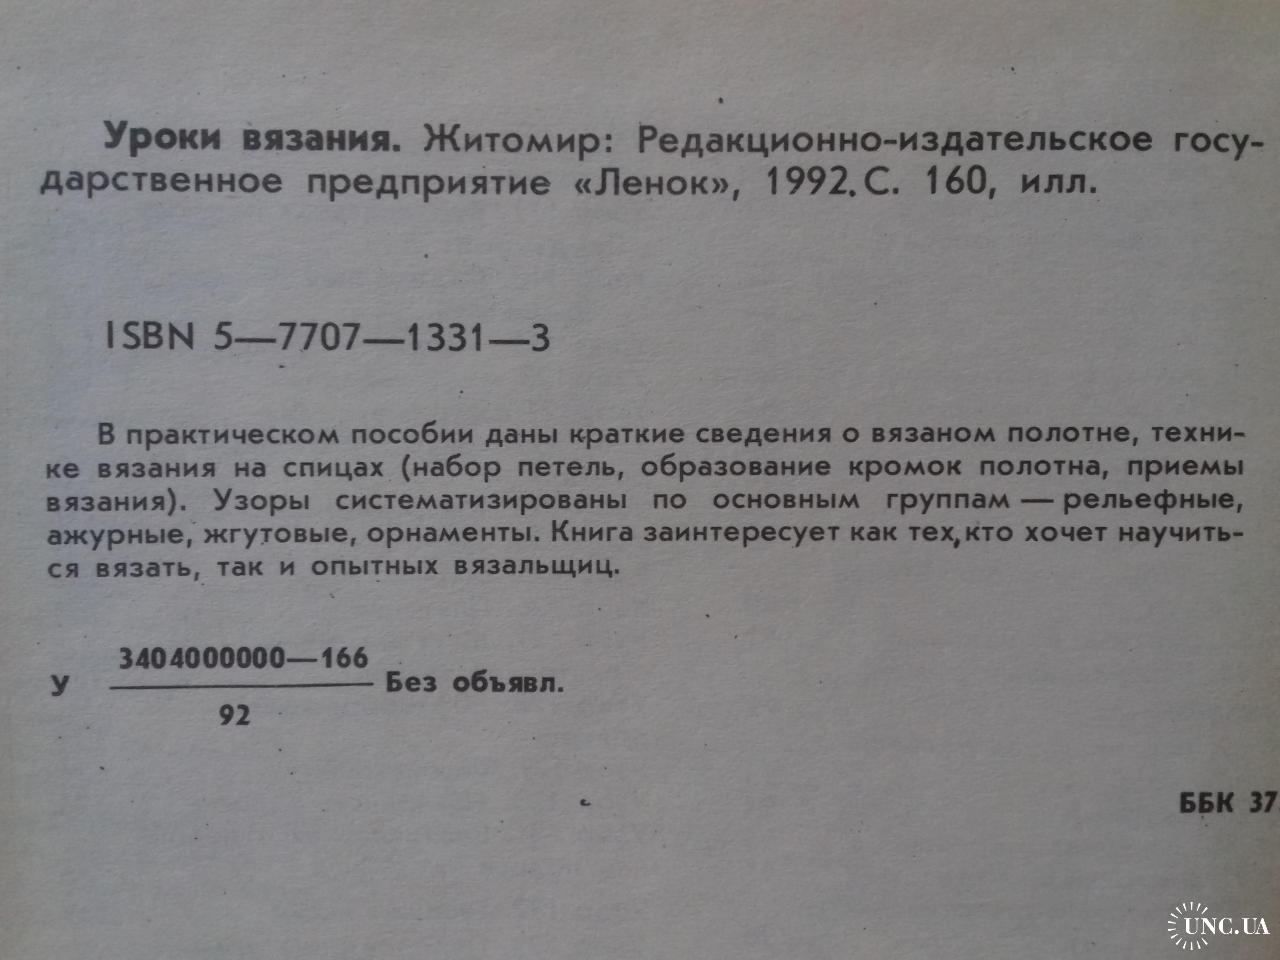 Уроки вязания. Житомир: Редакционно-издательское госу-
дарственное предприятие «Ленок», 1992. С. 160, илл.
ISBN 5—7707—1331—3
В практическом пособии даны краткие сведения о вязаном полотне, техни-
ке вязания на спицах (набор петель, образование кромок полотна, приемы
вязания). Узоры систематизированы по основным группам — рельефные,
ажурные, жгутовые, орнаменты. Книга заинтересует как тех, кто хочет научить-
ся вязать, так и опытных вязальщиц.
3404000000—166
У Без объявл.
92
ББК 37
UNC.UA